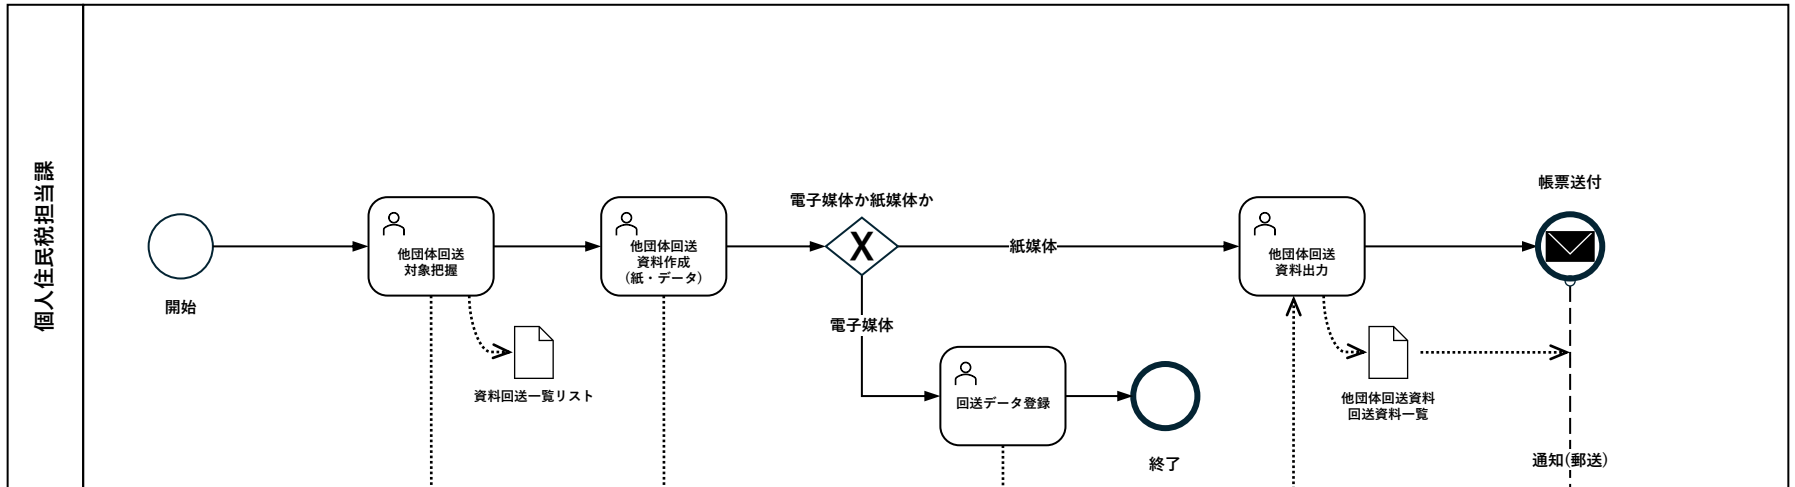 個人住民税担当課
開始
他団体回送
対象把握
資料回送一覧リスト
他団体回送
資料作成
(紙・データ)
電子媒体か紙媒体か
X
紙媒体
電子媒体
回送データ登録
終了
他団体回送
資料出力
他団体回送資料
回送資料一覧
帳票送付
通知(郵送)